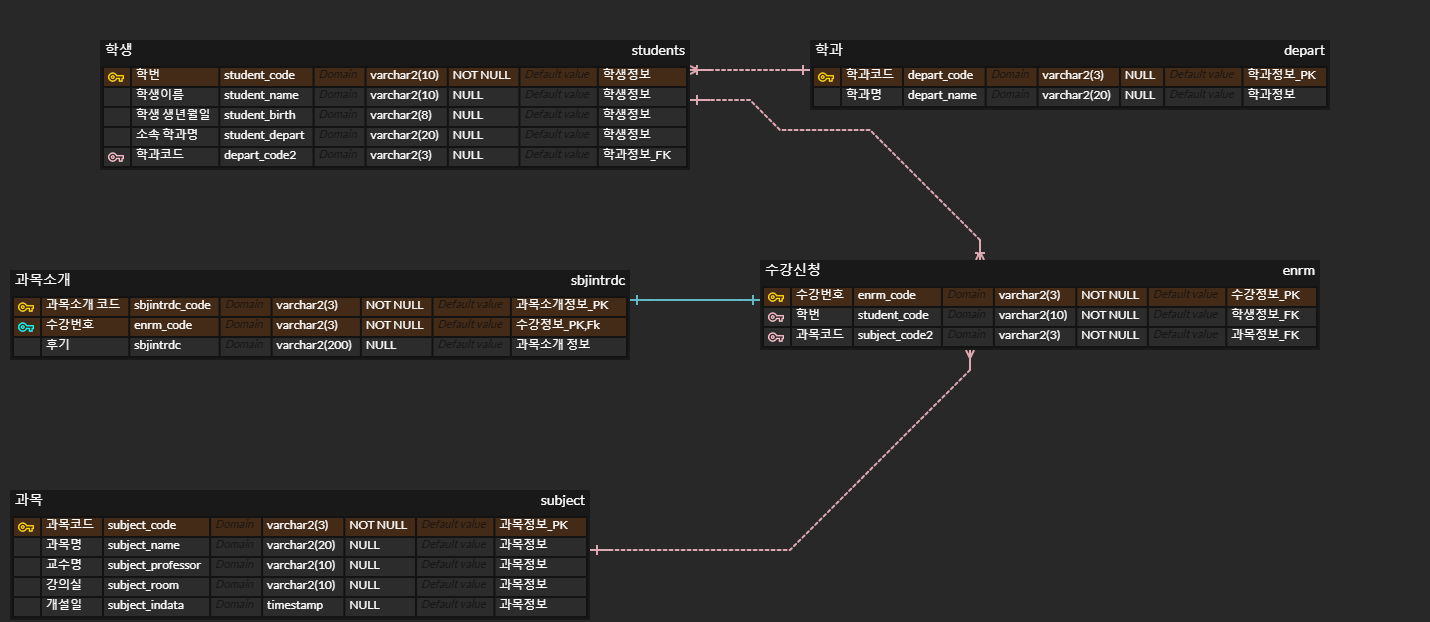 학생 students
학번 student_code Domain varchar2(10) NOT NULL Default value 학생정보
학생이름 student_name Domain varchar2(10) NULL Default value 학생정보
학생 생년월일 student_birth Domain varchar2(8) NULL Default value 학생정보
소속 학과명 student_depart Domain varchar2(20) NULL Default value 학생정보
학과코드 depart_code2 Domain varchar2(3) NULL Default value 학과정보_FK
학과 depart
학과코드 depart_code Domain varchar2(3) NULL Default value 학과정보_PK
학과명 depart_name Domain varchar2(20) NULL Default value 학과정보
과목소개 sbjintrdc
과목소개 코드 sbjintrdc_code Domain varchar2(3) NOT NULL Default value 과목소개정보_PK
수강번호 enrm_code Domain varchar2(3) NOT NULL Default value 수강정보_PK,Fk
후기 sbjintrdc Domain varchar2(200) NULL Default value 과목소개 정보
수강신청 enrm
수강번호 enrm_code Domain varchar2(3) NOT NULL Default value 수강정보_PK
학번 student_code Domain varchar2(10) NOT NULL Default value 학생정보_FK
과목코드 subject_code2 Domain varchar2(3) NOT NULL Default value 과목정보_FK
과목 subject
과목코드 subject_code Domain varchar2(3) NOT NULL Default value 과목정보_PK
과목명 subject_name Domain varchar2(20) NULL Default value 과목정보
교수명 subject_professor Domain varchar2(10) NULL Default value 과목정보
강의실 subject_room Domain varchar2(10) NULL Default value 과목정보
개설일 subject_indata Domain timestamp NULL Default value 과목정보